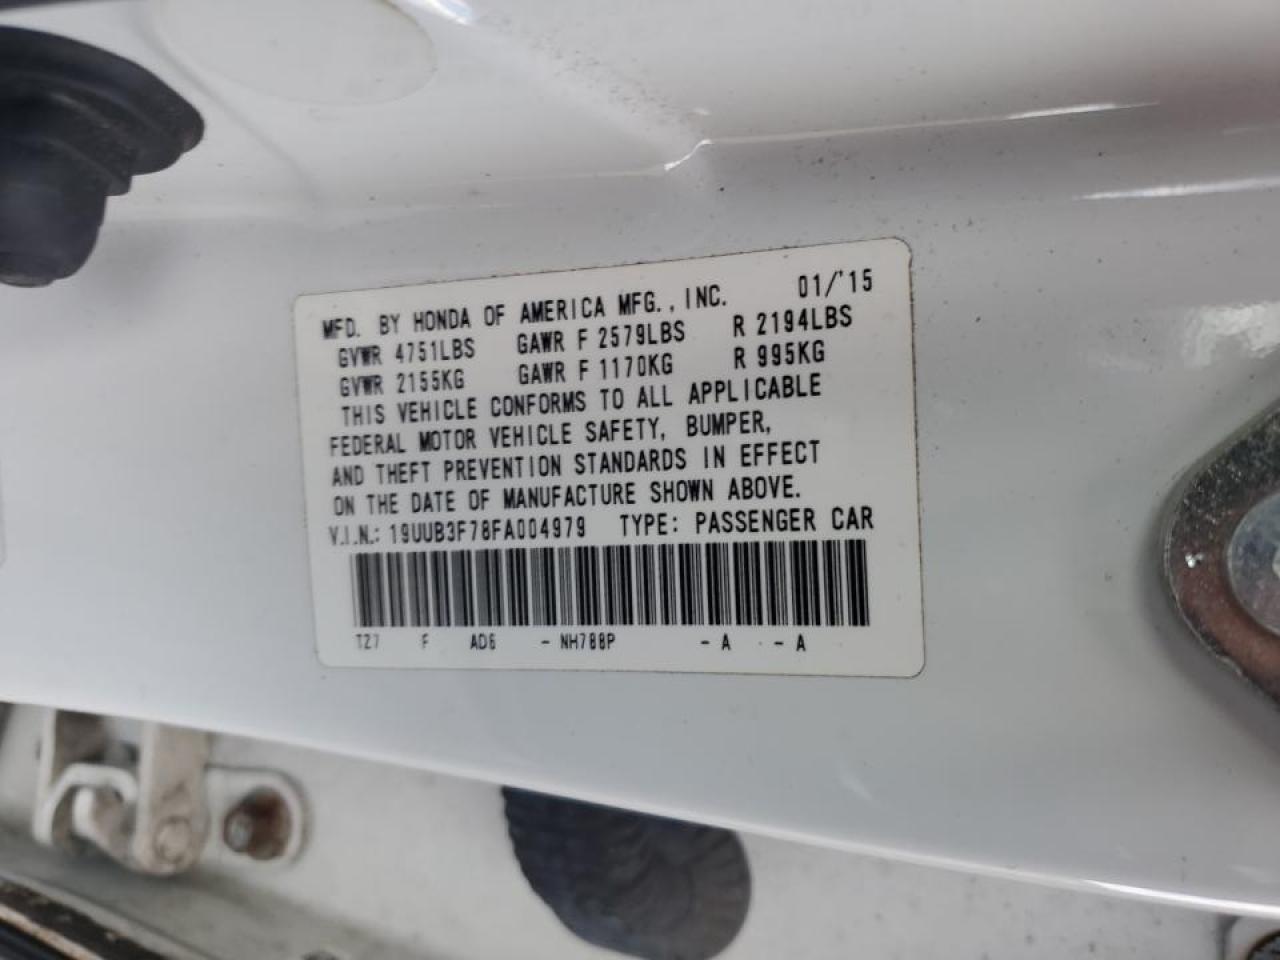 MFD. BY HONDA OF AMERICA MFG., INC. 01/'15
GVWR 4751LBS GAWR F 2579LBS R 2194LBS
GVWR 2155KG GAWR F 1170KG R 995KG
THIS VEHICLE CONFORMS TO ALL APPLICABLE
FEDERAL MOTOR VEHICLE SAFETY, BUMPER,
AND THEFT PREVENTION STANDARDS IN EFFECT
ON THE DATE OF MANUFACTURE SHOWN ABOVE.
V.I.N.: 19UUB3F78FA004979 TYPE: PASSENGER CAR
TZ7 F AD6 - NH788P - A - A